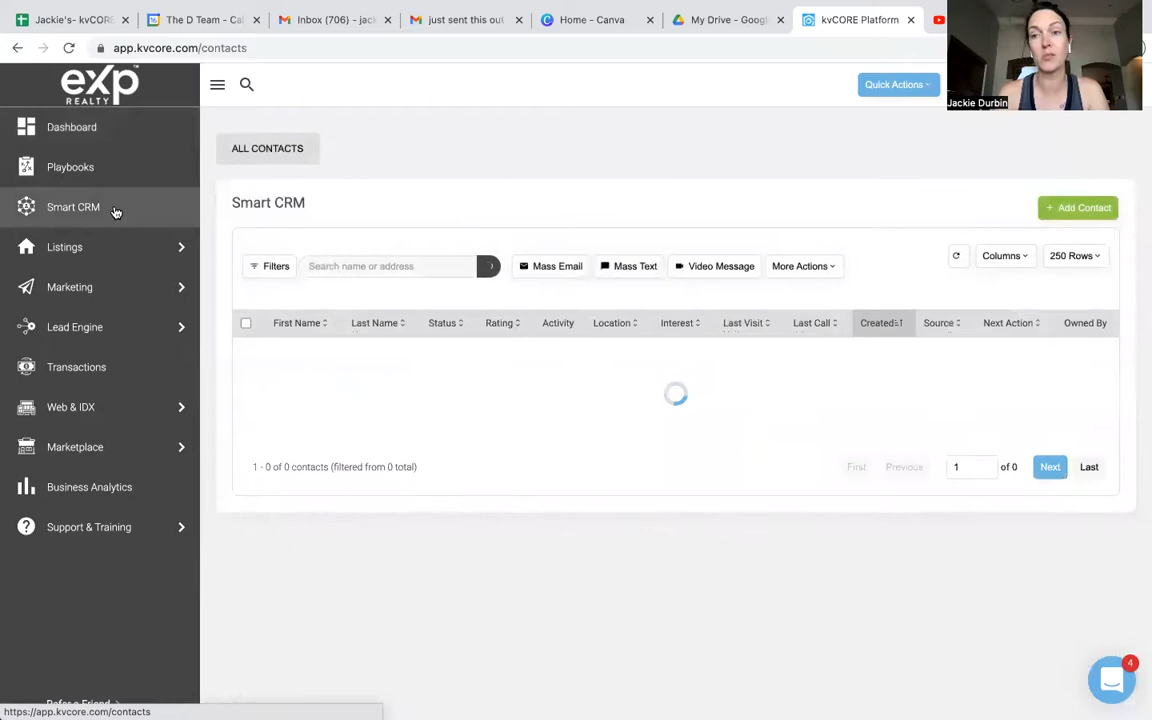 Jackie's- kvCORE
The D Team - Cal
Inbox (706) - jack
just sent this out
Home - Canva
My Drive - Google
kvCORE Platform
app.kvcore.com/contacts
exp
REALTY
Quick Actions
Jackie Durbin
Dashboard
Playbooks
Smart CRM
Listings
Marketing
Lead Engine
Transactions
Web & IDX
Marketplace
Business Analytics
Support & Training
Refer a Friend
https://app.kvcore.com/contacts
ALL CONTACTS
Smart CRM
+ Add Contact
Filters
Search name or address
Mass Email
Mass Text
Video Message
More Actions
Columns
250 Rows
First Name
Last Name
Status
Rating
Activity
Location
Interest
Last Visit
Last Call
Created
Source
Next Action
Owned By
1 - 0 of 0 contacts (filtered from 0 total)
First
Previous
1
of 0
Next
Last
4